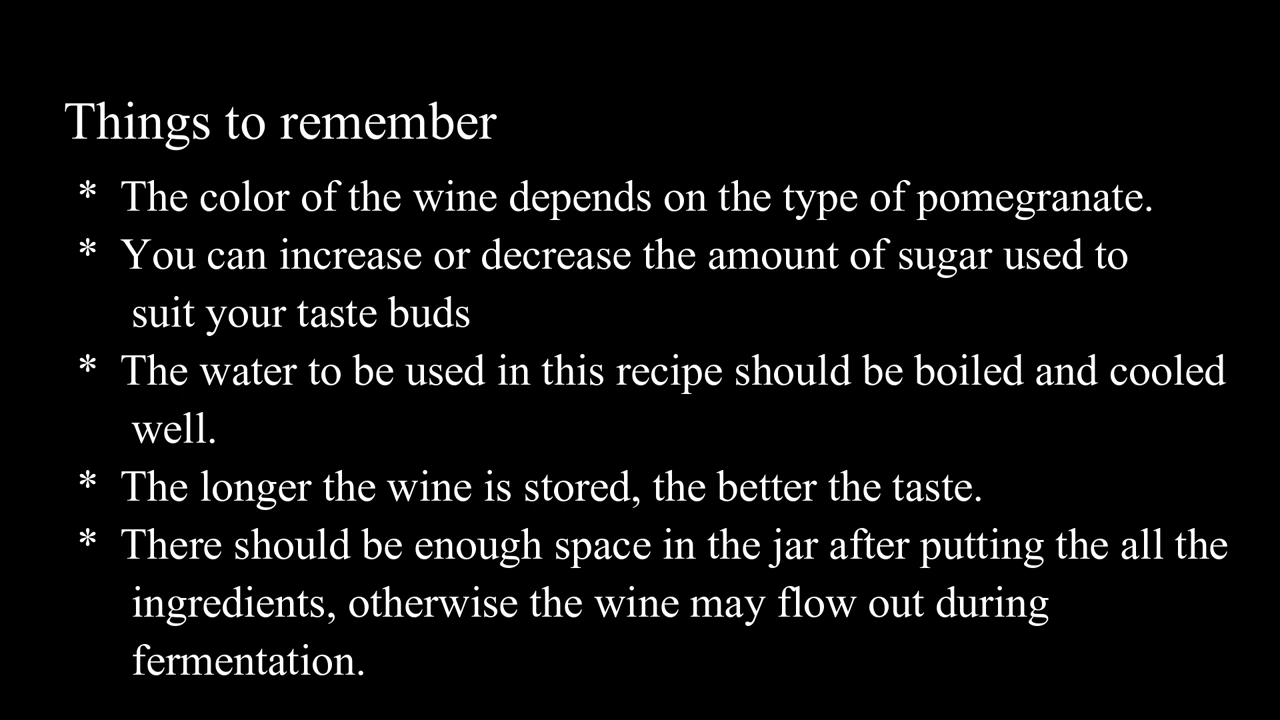 Things to remember
* The color of the wine depends on the type of pomegranate.
* You can increase or decrease the amount of sugar used to
suit your taste buds
* The water to be used in this recipe should be boiled and cooled
well.
* The longer the wine is stored, the better the taste.
* There should be enough space in the jar after putting the all the
ingredients, otherwise the wine may flow out during
fermentation.